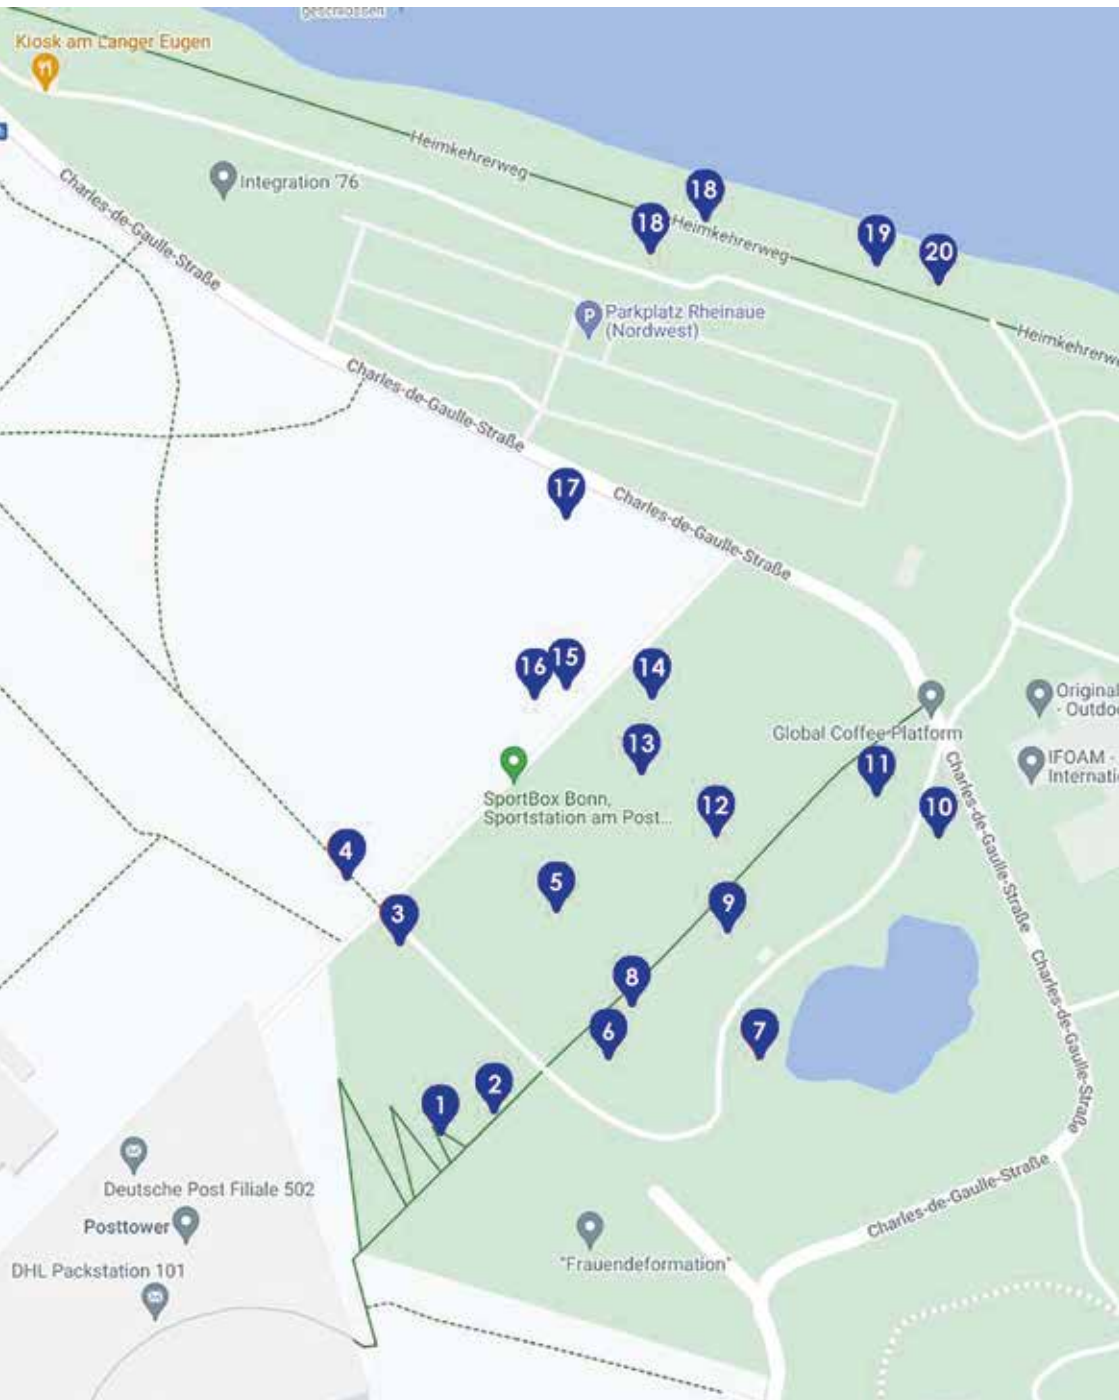 geschlossen
Kiosk am Langer Eugen
Heimkehrerweg
Integration '76
Charles-de-Gaulle-Straße
18
18
Heimkehrerweg
19
20
Parkplatz Rheinaue
(Nordwest)
Heimkehrerweg
P
Charles-de-Gaulle-Straße
17
Charles-de-Gaulle-Straße
16
15
14
Original
- Outdoo
Global Coffee Platform
13
IFOAM -
Internati
11
SportBox Bonn,
Sportstation am Post...
12
10
Charles-de-Gaulle-Straße
4
5
3
9
8
Charles-de-Gaulle-Straße
6
7
2
1
Deutsche Post Filiale 502
Posttower
Charles-de-Gaulle-Straße
"Frauendeformation"
DHL Packstation 101